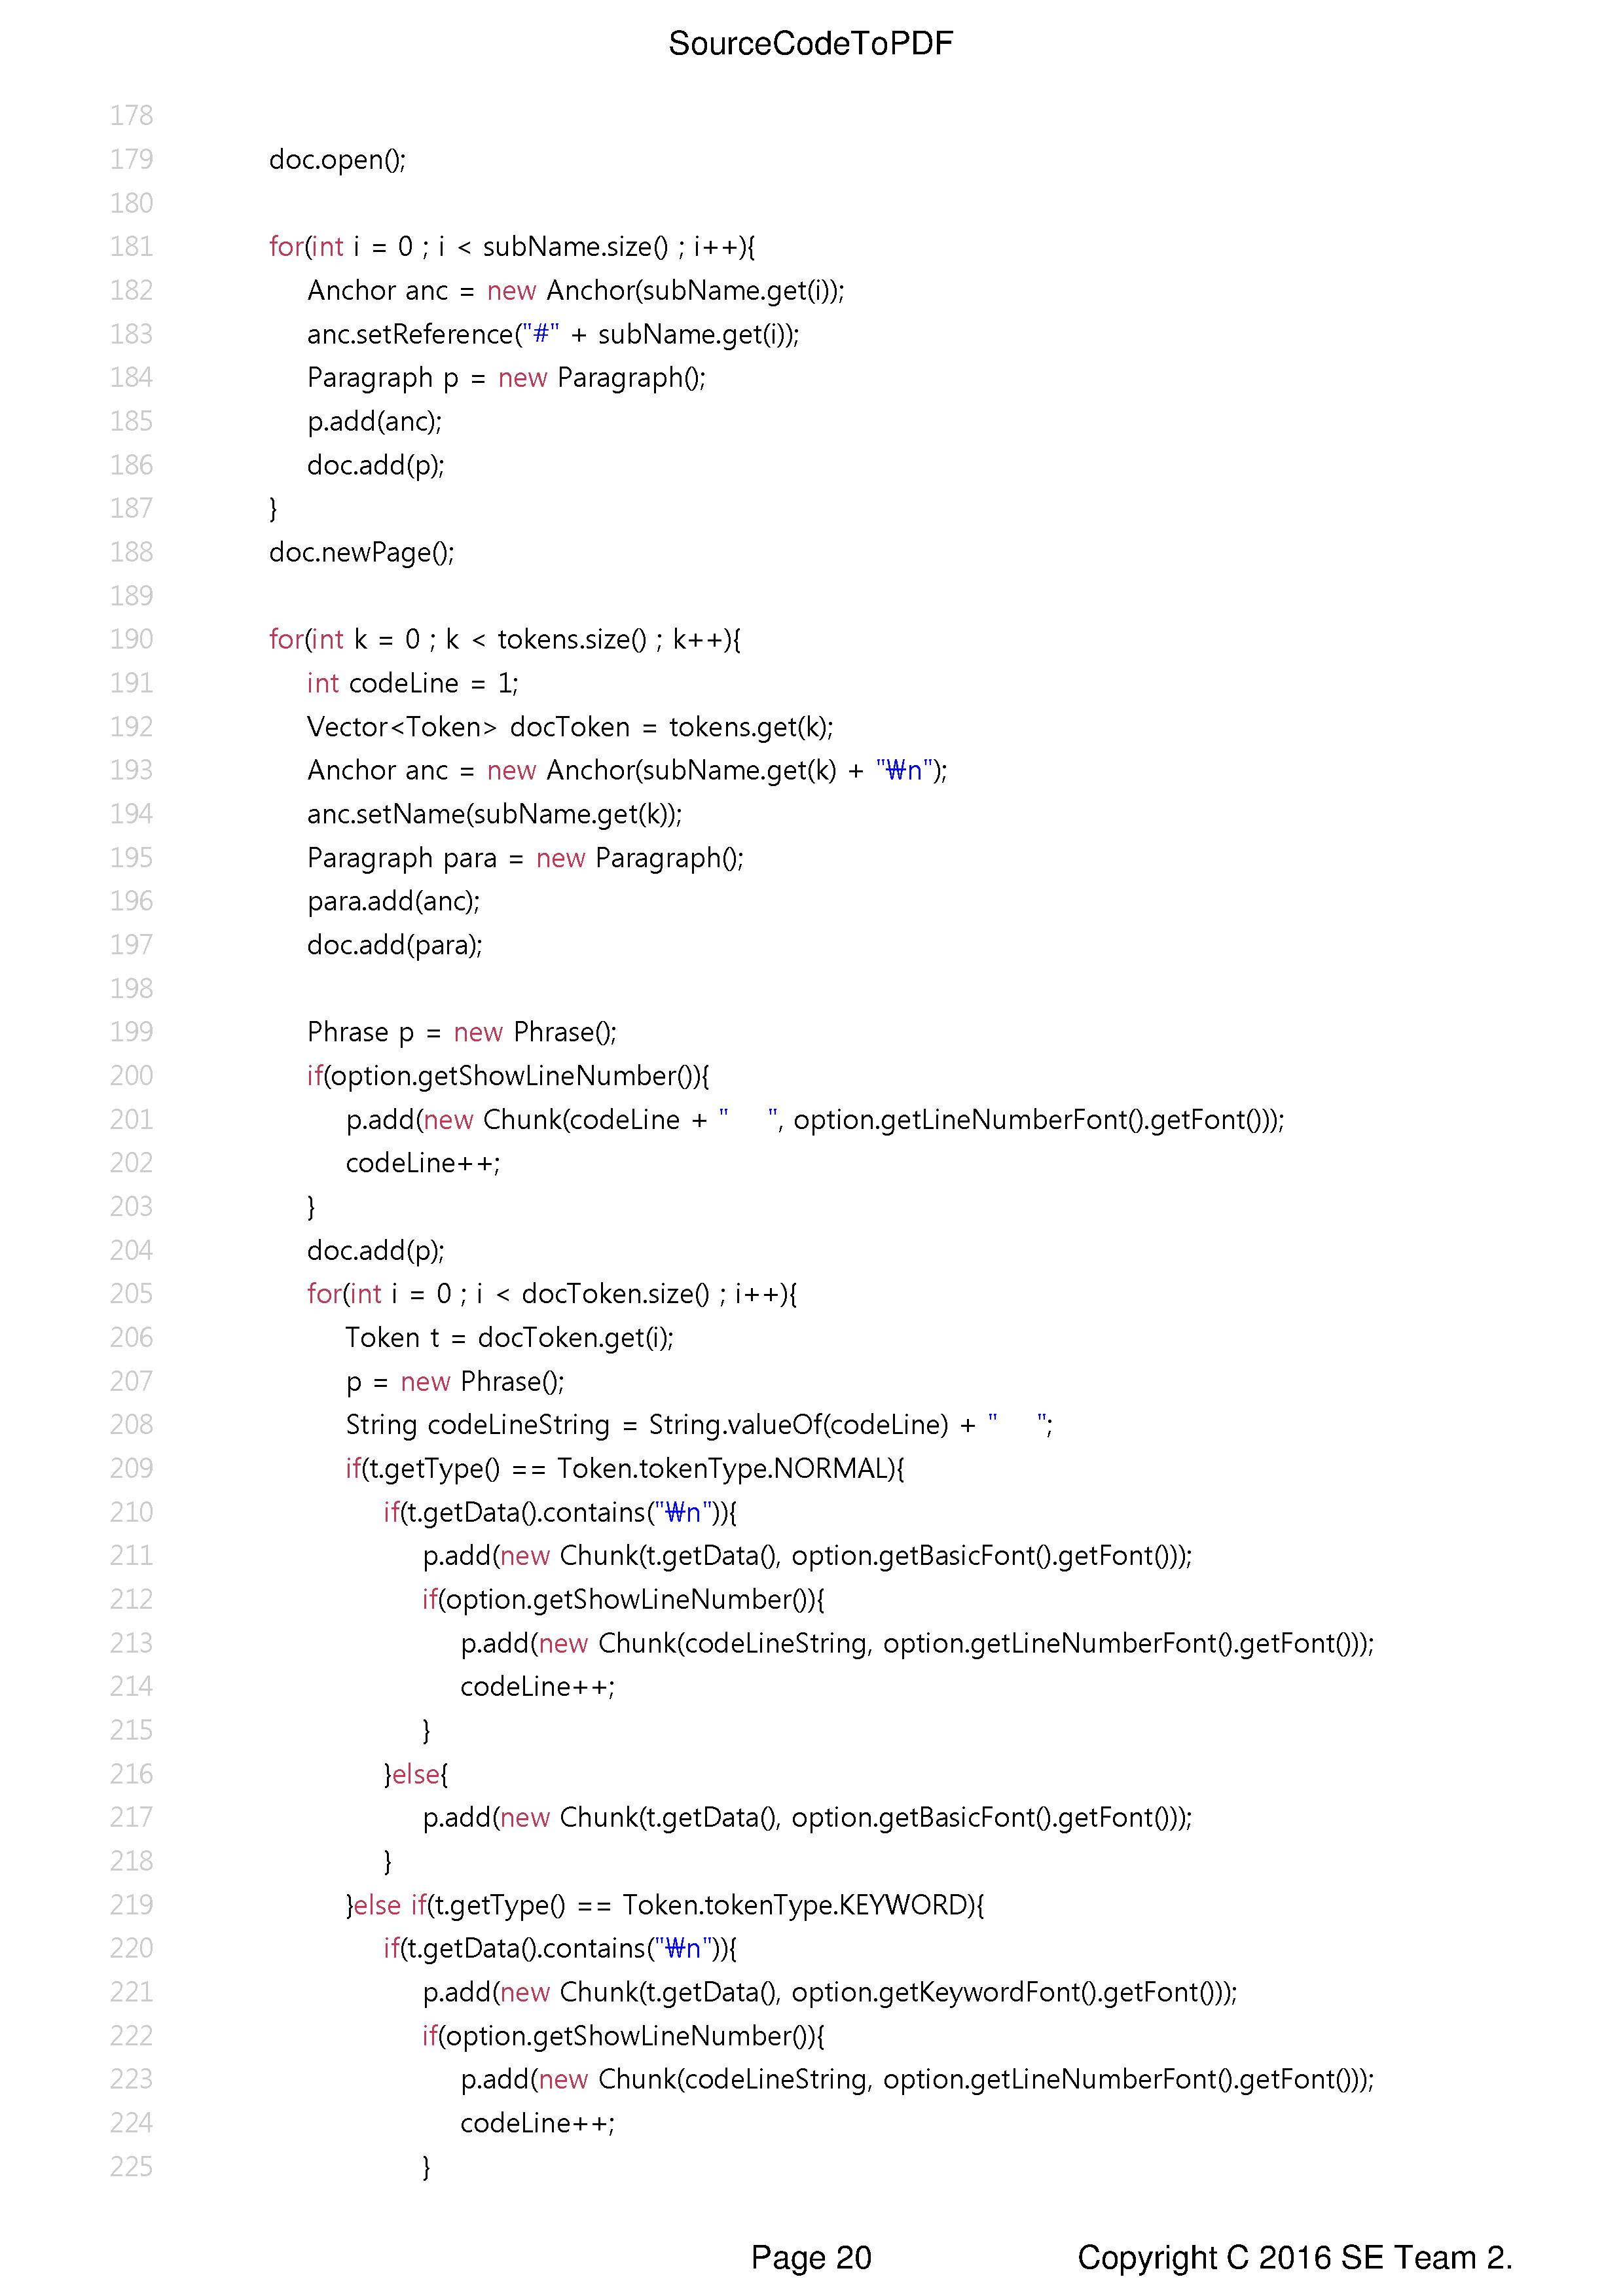 SourceCodeToPDF
178
179 doc.open();
180
181 for(int i = 0 ; i < subName.size() ; i++){
182 Anchor anc = new Anchor(subName.get(i));
183 anc.setReference("#" + subName.get(i));
184 Paragraph p = new Paragraph();
185 p.add(anc);
186 doc.add(p);
187 }
188 doc.newPage();
189
190 for(int k = 0 ; k < tokens.size() ; k++){
191 int codeLine = 1;
192 Vector<Token> docToken = tokens.get(k);
193 Anchor anc = new Anchor(subName.get(k) + "₩n");
194 anc.setName(subName.get(k));
195 Paragraph para = new Paragraph();
196 para.add(anc);
197 doc.add(para);
198
199 Phrase p = new Phrase();
200 if(option.getShowLineNumber()){
201 p.add(new Chunk(codeLine + "    ", option.getLineNumberFont().getFont()));
202 codeLine++;
203 }
204 doc.add(p);
205 for(int i = 0 ; i < docToken.size() ; i++){
206 Token t = docToken.get(i);
207 p = new Phrase();
208 String codeLineString = String.valueOf(codeLine) + "    ";
209 if(t.getType() == Token.tokenType.NORMAL){
210 if(t.getData().contains("₩n")){
211 p.add(new Chunk(t.getData(), option.getBasicFont().getFont()));
212 if(option.getShowLineNumber()){
213 p.add(new Chunk(codeLineString, option.getLineNumberFont().getFont()));
214 codeLine++;
215 }
216 }else{
217 p.add(new Chunk(t.getData(), option.getBasicFont().getFont()));
218 }
219 }else if(t.getType() == Token.tokenType.KEYWORD){
220 if(t.getData().contains("₩n")){
221 p.add(new Chunk(t.getData(), option.getKeywordFont().getFont()));
222 if(option.getShowLineNumber()){
223 p.add(new Chunk(codeLineString, option.getLineNumberFont().getFont()));
224 codeLine++;
225 }
Page 20 Copyright C 2016 SE Team 2.